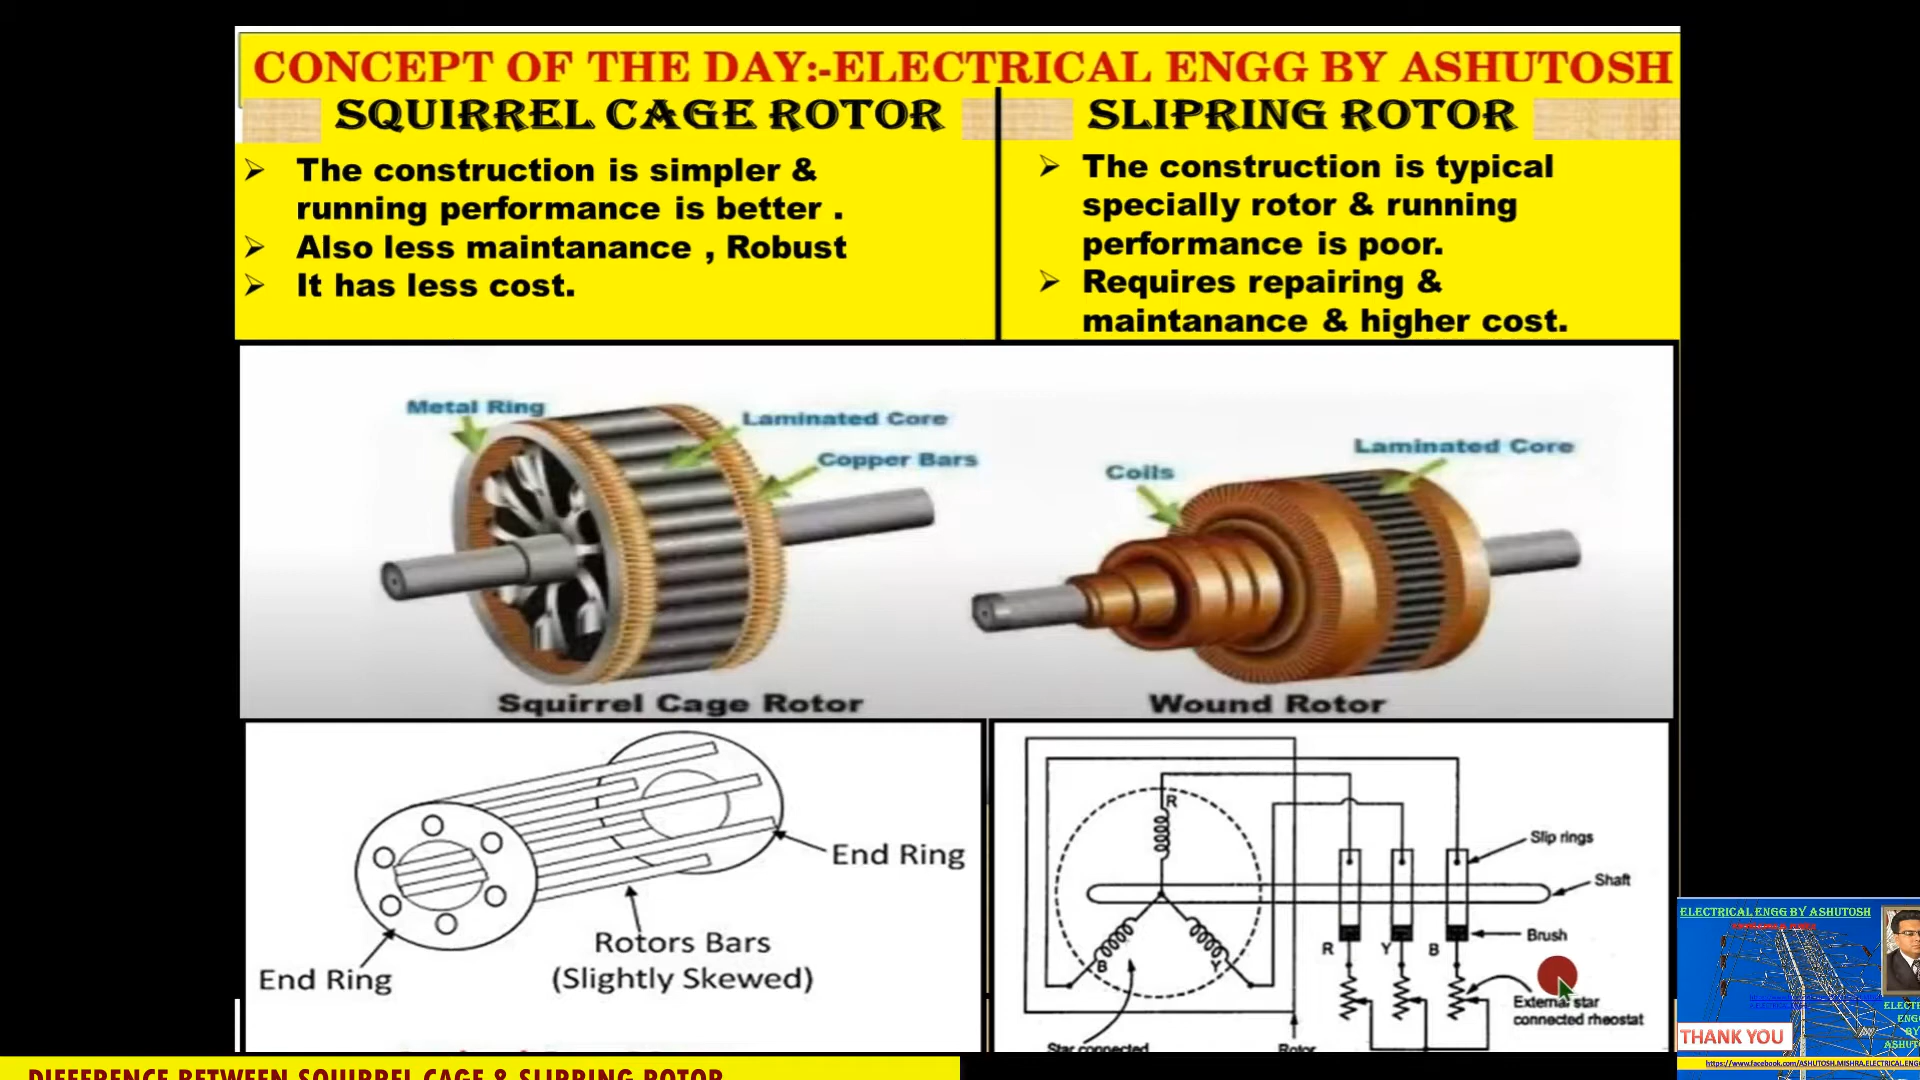 CONCEPT OF THE DAY:-ELECTRICAL ENGG BY ASHUTOSH
SQUIRREL CAGE ROTOR
The construction is simpler &
running performance is better .
Also less maintanance , Robust
It has less cost.
SLIPRING ROTOR
The construction is typical
specially rotor & running
performance is poor.
Requires repairing &
maintanance & higher cost.
Metal Ring
Laminated Core
Copper Bars
Squirrel Cage Rotor
Coils
Laminated Core
Wound Rotor
End Ring
Rotors Bars
(Slightly Skewed)
End Ring
R
B
Y
Slip rings
Shaft
Brush
R Y B
External star
connected rheostat
Star connected
Rotor
ELECTRICAL ENGG BY ASHUTOSH
THANK YOU
DIFFERENCE BETWEEN SQUIRREL CAGE & SLIPRING ROTOR